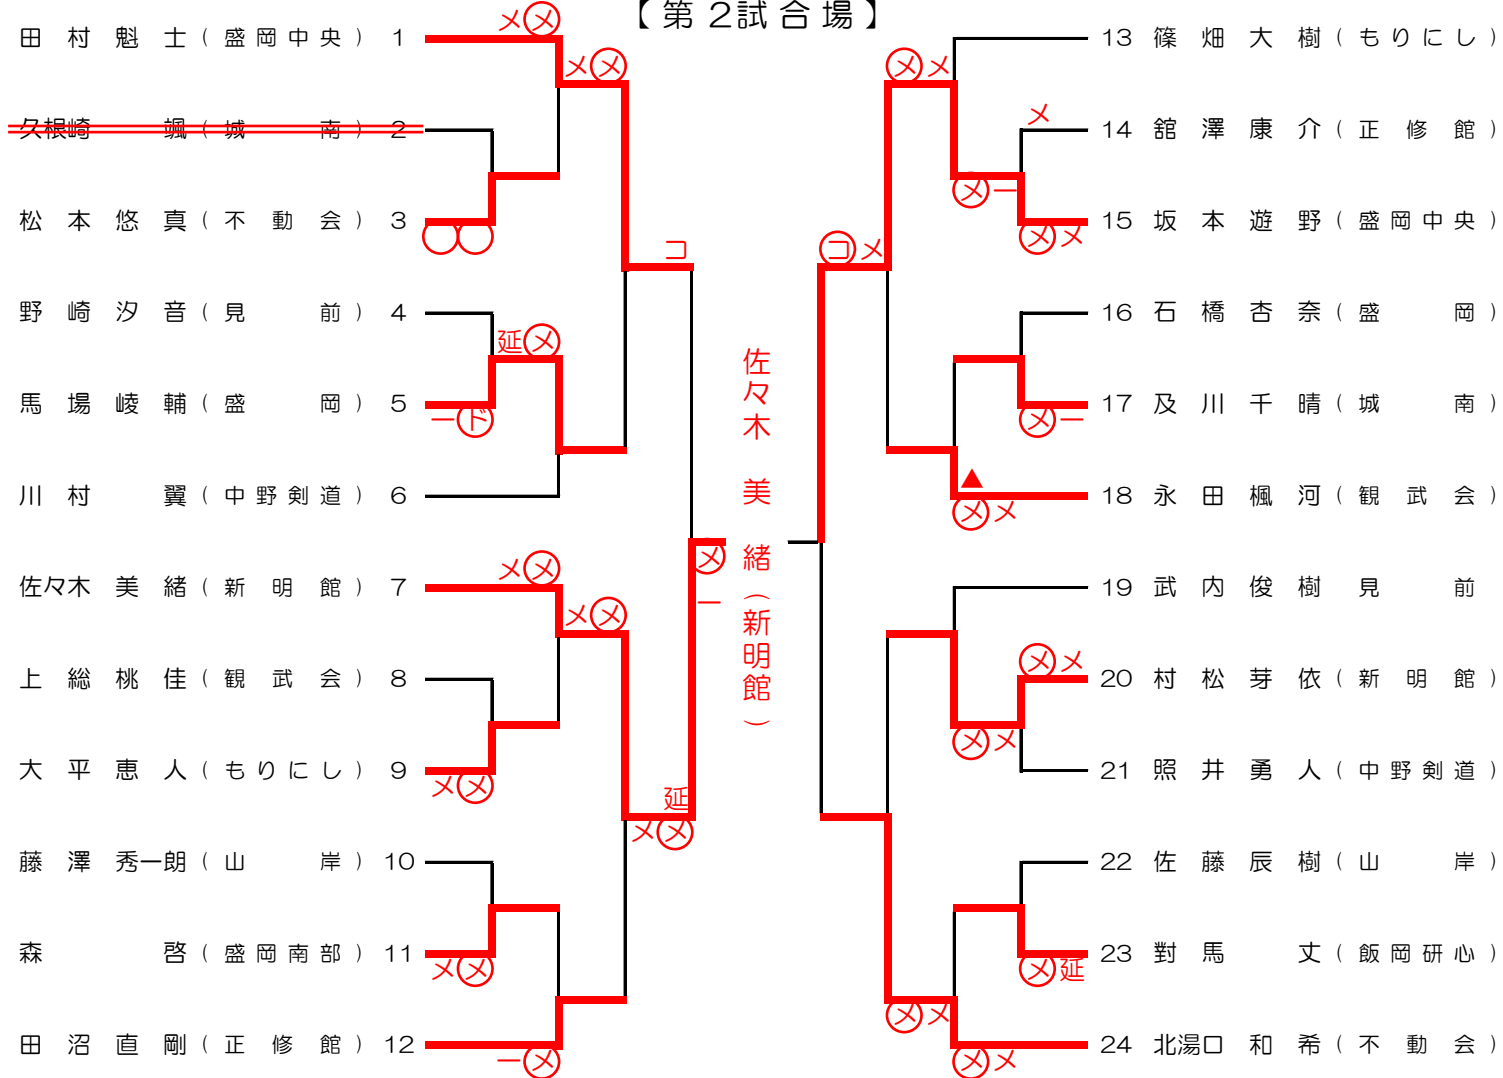 【第2試合場】
田村魁士(盛岡中央) 1
メメ
久根崎 颯(城南) 2
松本悠真(不動会) 3
野崎汐音(見前) 4
馬場崚輔(盛岡) 5
一ド
川村 翼(中野剣道) 6
佐々木美緒(新明館) 7
メメ
上総桃佳(観武会) 8
大平恵人(もりにし) 9
メメ
藤澤秀一朗(山岸) 10
森 啓(盛岡南部) 11
メメ
田沼直剛(正修館) 12
一メ
メメ
延メ
メメ
コ
延
メメ
メ
一
佐々木 美 緒(新明館)
コメ
メメ
メ一
▲
メメ
メメ
メメ
メメ
13 篠畑大樹(もりにし)
14 舘澤康介(正修館)
メ
15 坂本遊野(盛岡中央)
メメ
16 石橋杏奈(盛岡)
17 及川千晴(城南)
メ一
18 永田楓河(観武会)
19 武内俊樹 見前
20 村松芽依(新明館)
メメ
21 照井勇人(中野剣道)
22 佐藤辰樹(山岸)
23 對馬 丈(飯岡研心)
メ延
24 北湯口和希(不動会)